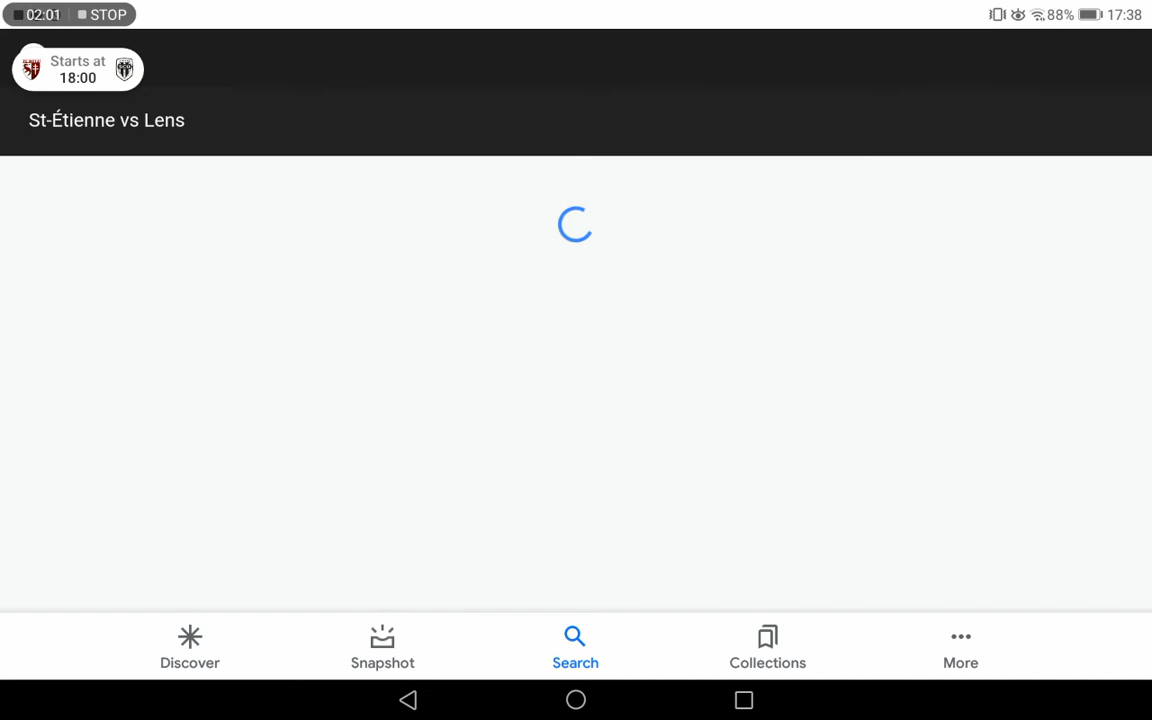 02:01 STOP
88% 17:38
Starts at
18:00
St-Étienne vs Lens
Discover
Snapshot
Search
Collections
More